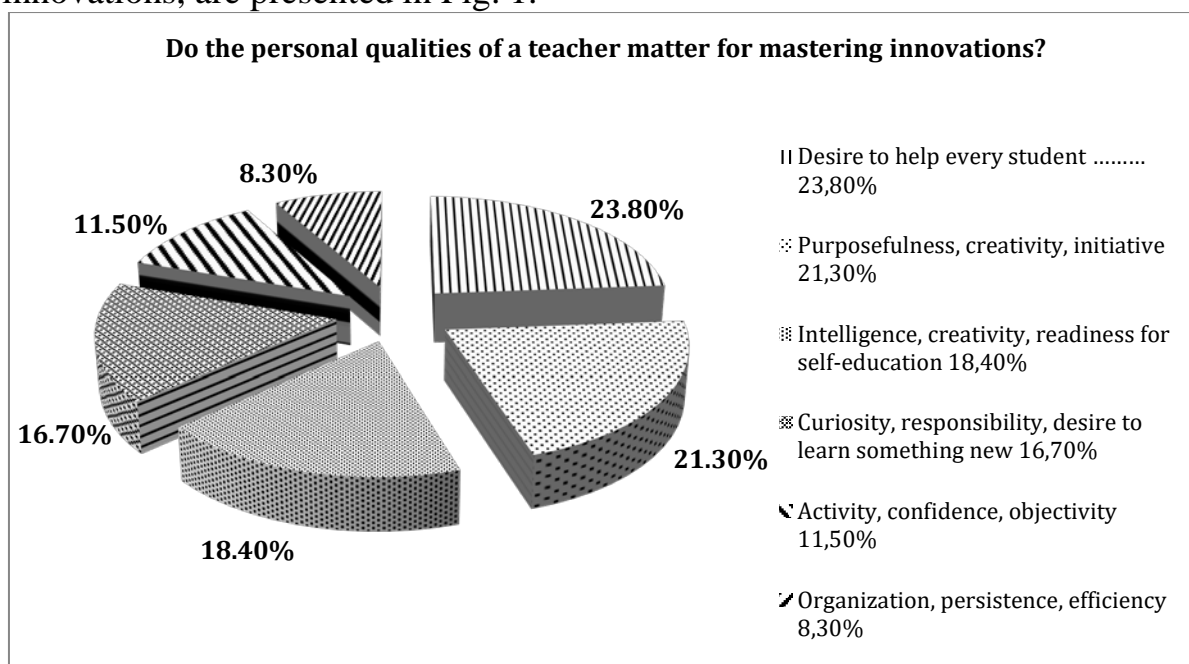 innovations, are presented in Fig. 1.
Do the personal qualities of a teacher matter for mastering innovations?
8.30%
23.80%
11.50%
16.70%
21.30%
18.40%
Desire to help every student .........
23,80%
Purposefulness, creativity, initiative
21,30%
Intelligence, creativity, readiness for
self-education 18,40%
Curiosity, responsibility, desire to
learn something new 16,70%
Activity, confidence, objectivity
11,50%
Organization, persistence, efficiency
8,30%